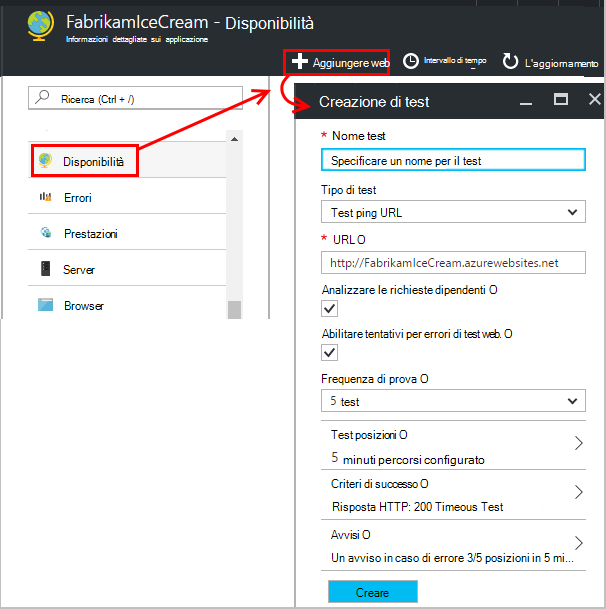 FabrikamIceCream - Disponibilità
Informazioni dettagliate sui applicazione
Aggiungere web
Intervallo di tempo
L'aggiornamento
Ricerca (Ctrl + /)
Disponibilità
Errori
Prestazioni
Server
Browser
Creazione di test
* Nome test
Specificare un nome per il test
Tipo di test
Test ping URL
* URL O
http://FabrikamIceCream.azurewebsites.net
Analizzare le richieste dipendenti O
Abilitare tentativi per errori di test web. O
Frequenza di prova O
5 test
Test posizioni O
5 minuti percorsi configurato
Criteri di successo O
Risposta HTTP: 200 Timeous Test
Avvisi O
Un avviso in caso di errore 3/5 posizioni in 5 mi...
Creare